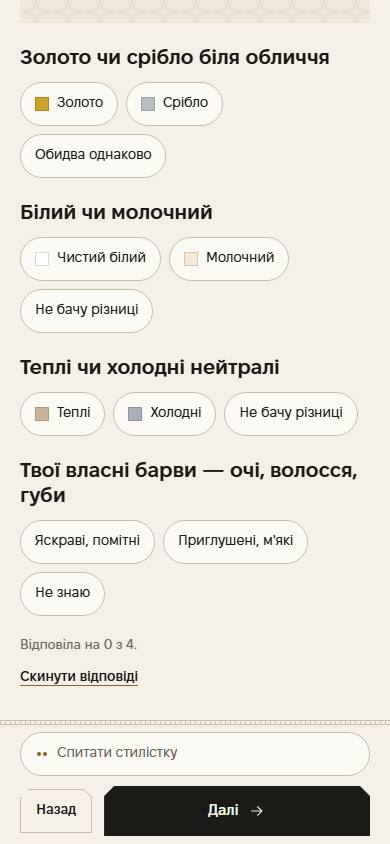 Золото чи срібло біля обличчя
Золото
Срібло
Обидва однаково
Білий чи молочний
Чистий білий
Молочний
Не бачу різниці
Теплі чи холодні нейтралі
Теплі
Холодні
Не бачу різниці
Твої власні барви — очі, волосся,
губи
Яскраві, помітні
Приглушені, м'які
Не знаю
Відповіла на 0 з 4.
Скинути відповіді
Спитати стилістку
Назад
Далі →